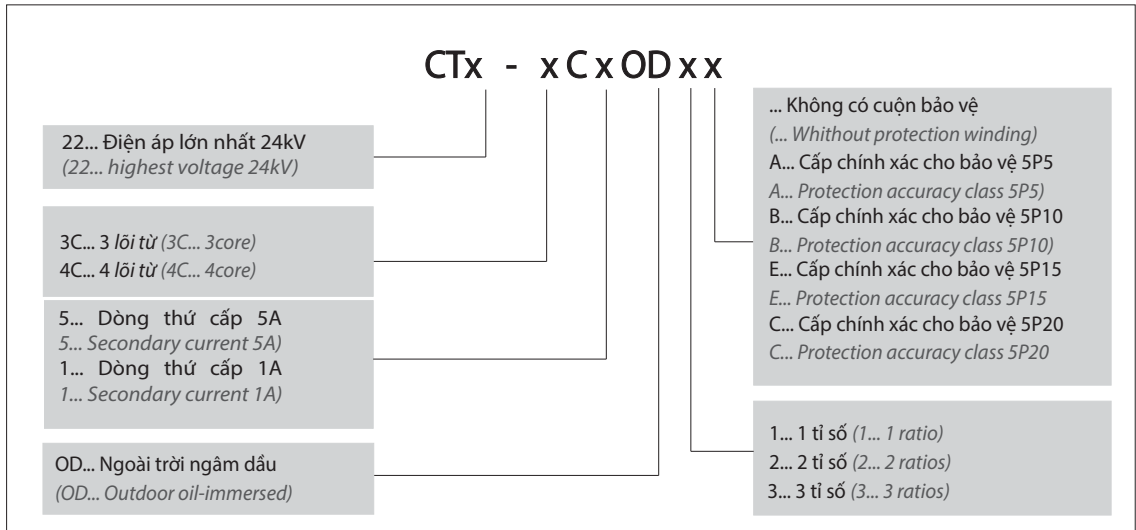 CTx - x C x OD x x
22... Điện áp lớn nhất 24kV
(22... highest voltage 24kV)
3C... 3 lõi từ (3C... 3core)
4C... 4 lõi từ (4C... 4core)
5... Dòng thứ cấp 5A
5... Secondary current 5A)
1... Dòng thứ cấp 1A
1... Secondary current 1A)
OD... Ngoài trời ngâm dầu
(OD... Outdoor oil-immersed)
... Không có cuộn bảo vệ
(... Whithout protection winding)
A... Cấp chính xác cho bảo vệ 5P5
A... Protection accuracy class 5P5)
B... Cấp chính xác cho bảo vệ 5P10
B... Protection accuracy class 5P10)
E... Cấp chính xác cho bảo vệ 5P15
E... Protection accuracy class 5P15
C... Cấp chính xác cho bảo vệ 5P20
C... Protection accuracy class 5P20
1... 1 tỉ số (1... 1 ratio)
2... 2 tỉ số (2... 2 ratios)
3... 3 tỉ số (3... 3 ratios)